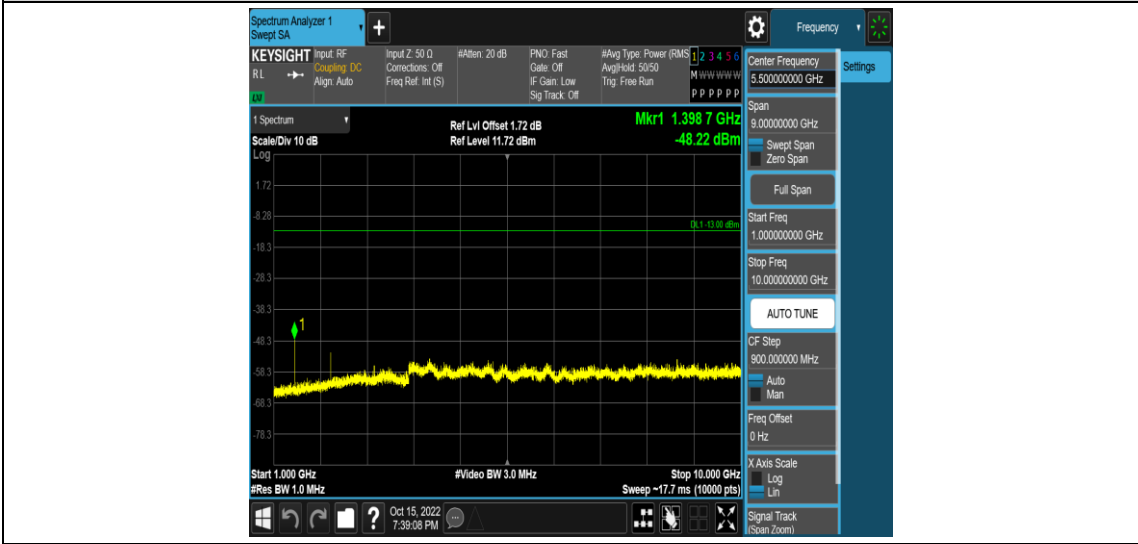 Spectrum Analyzer 1
Swept SA
Frequency
KEYSIGHT
RL
Input: RF
Coupling: DC
Align: Auto
Input Z: 50 Ω
Corrections: Off
Freq Ref: Int (S)
#Atten: 20 dB
PNO: Fast
Gate: Off
IF Gain: Low
Sig Track: Off
#Avg Type: Power (RMS
Avg|Hold: 50/50
Trig: Free Run
1 2 3 4 5 6
M W W W W W
P P P P P P
1 Spectrum
Scale/Div 10 dB
Log
Ref Lvl Offset 1.72 dB
Ref Level 11.72 dBm
Mkr1 1.398 7 GHz
-48.22 dBm
1.72
-8.28
DL1 -13.00 dBm
-18.3
-28.3
-38.3
1
-48.3
-58.3
-68.3
-78.3
Start 1.000 GHz
#Res BW 1.0 MHz
#Video BW 3.0 MHz
Stop 10.000 GHz
Sweep ~17.7 ms (10000 pts)
?
Oct 15, 2022
7:39:08 PM
Center Frequency
5.500000000 GHz
Settings
Span
9.00000000 GHz
Swept Span
Zero Span
Full Span
Start Freq
1.000000000 GHz
Stop Freq
10.000000000 GHz
AUTO TUNE
CF Step
900.000000 MHz
Auto
Man
Freq Offset
0 Hz
X Axis Scale
Log
Lin
Signal Track
(Span Zoom)